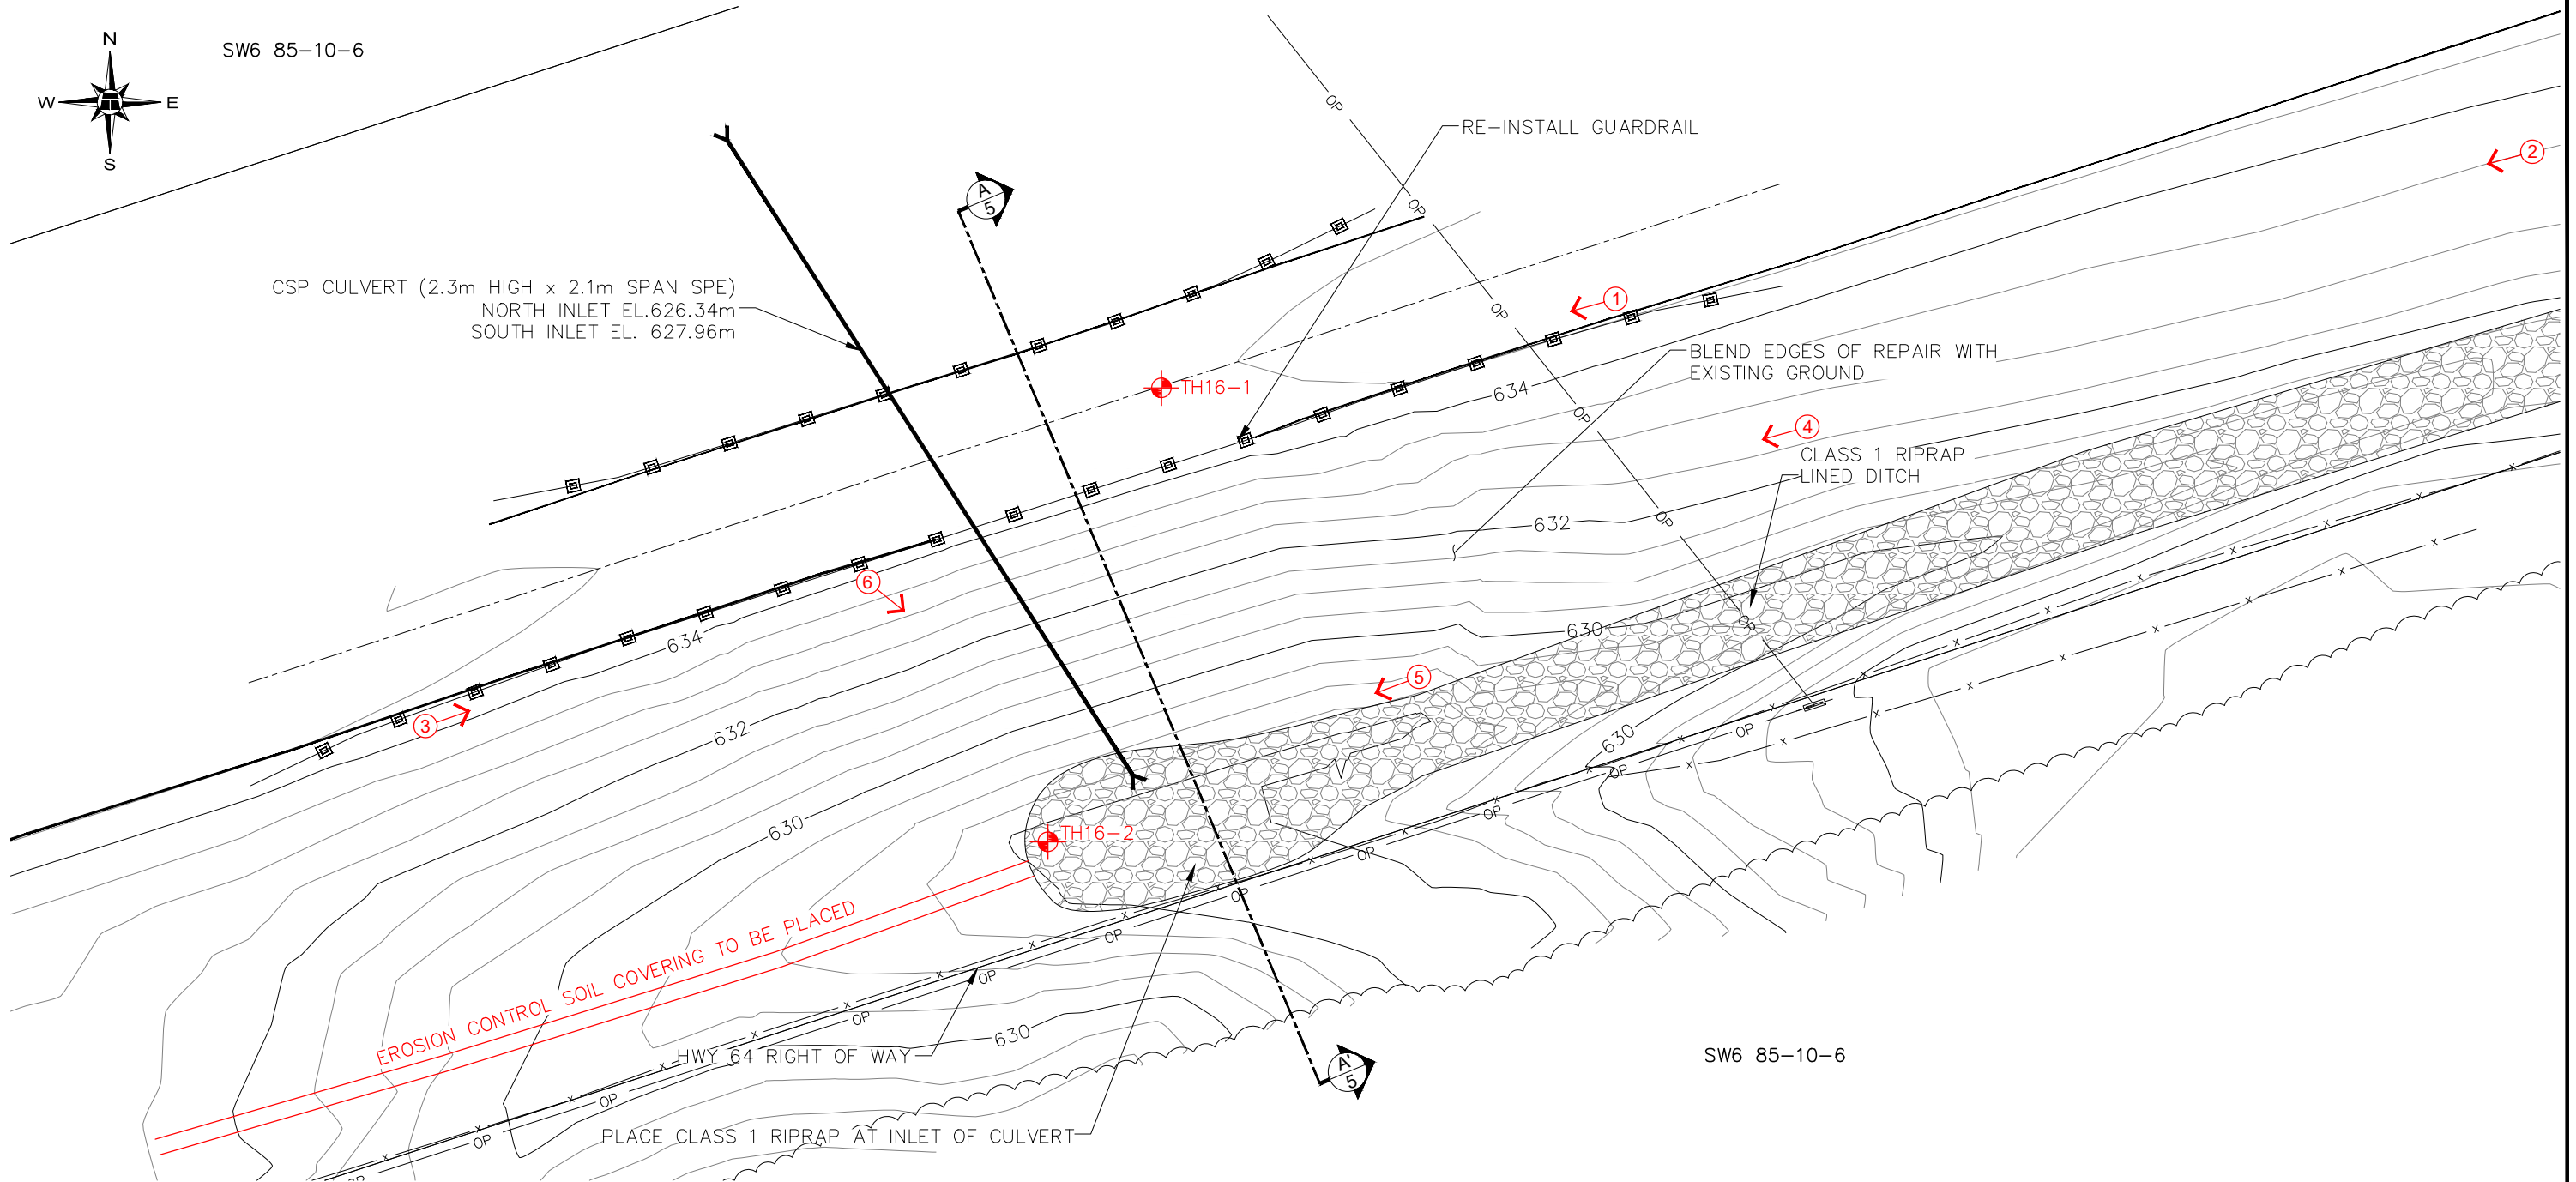 N
SW6 85-10-6
W
E
S
OP
RE-INSTALL GUARDRAIL
2
A
5
OP
CSP CULVERT (2.3m HIGH x 2.1m SPAN SPE)
NORTH INLET EL.626.34m
SOUTH INLET EL. 627.96m
1
OP
BLEND EDGES OF REPAIR WITH
EXISTING GROUND
TH16-1
634
OP
4
CLASS 1 RIPRAP
LINED DITCH
632
OP
6
634
630
OP
5
3
632
630
OP
OP
630
TH16-2
OP
OP
OP
OP
EROSION CONTROL SOIL COVERING TO BE PLACED
OP
OP
630
HWY 64 RIGHT OF WAY
SW6 85-10-6
A'
5
OP
PLACE CLASS 1 RIPRAP AT INLET OF CULVERT
OP